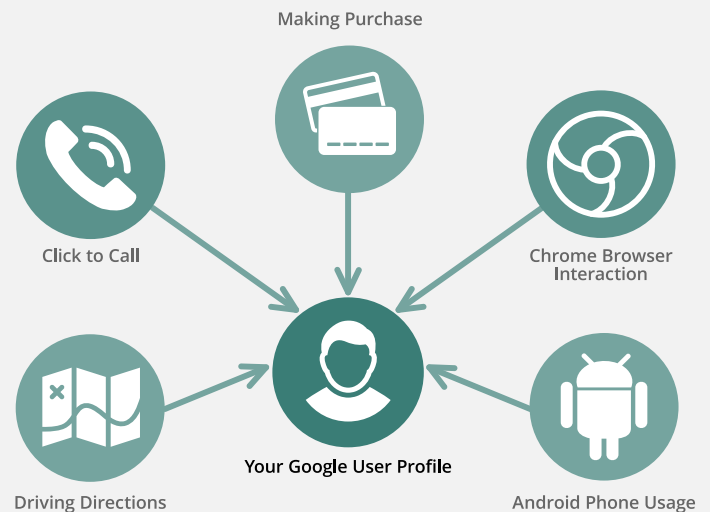 Making Purchase
Click to Call
Chrome Browser
Interaction
Your Google User Profile
Driving Directions
Android Phone Usage